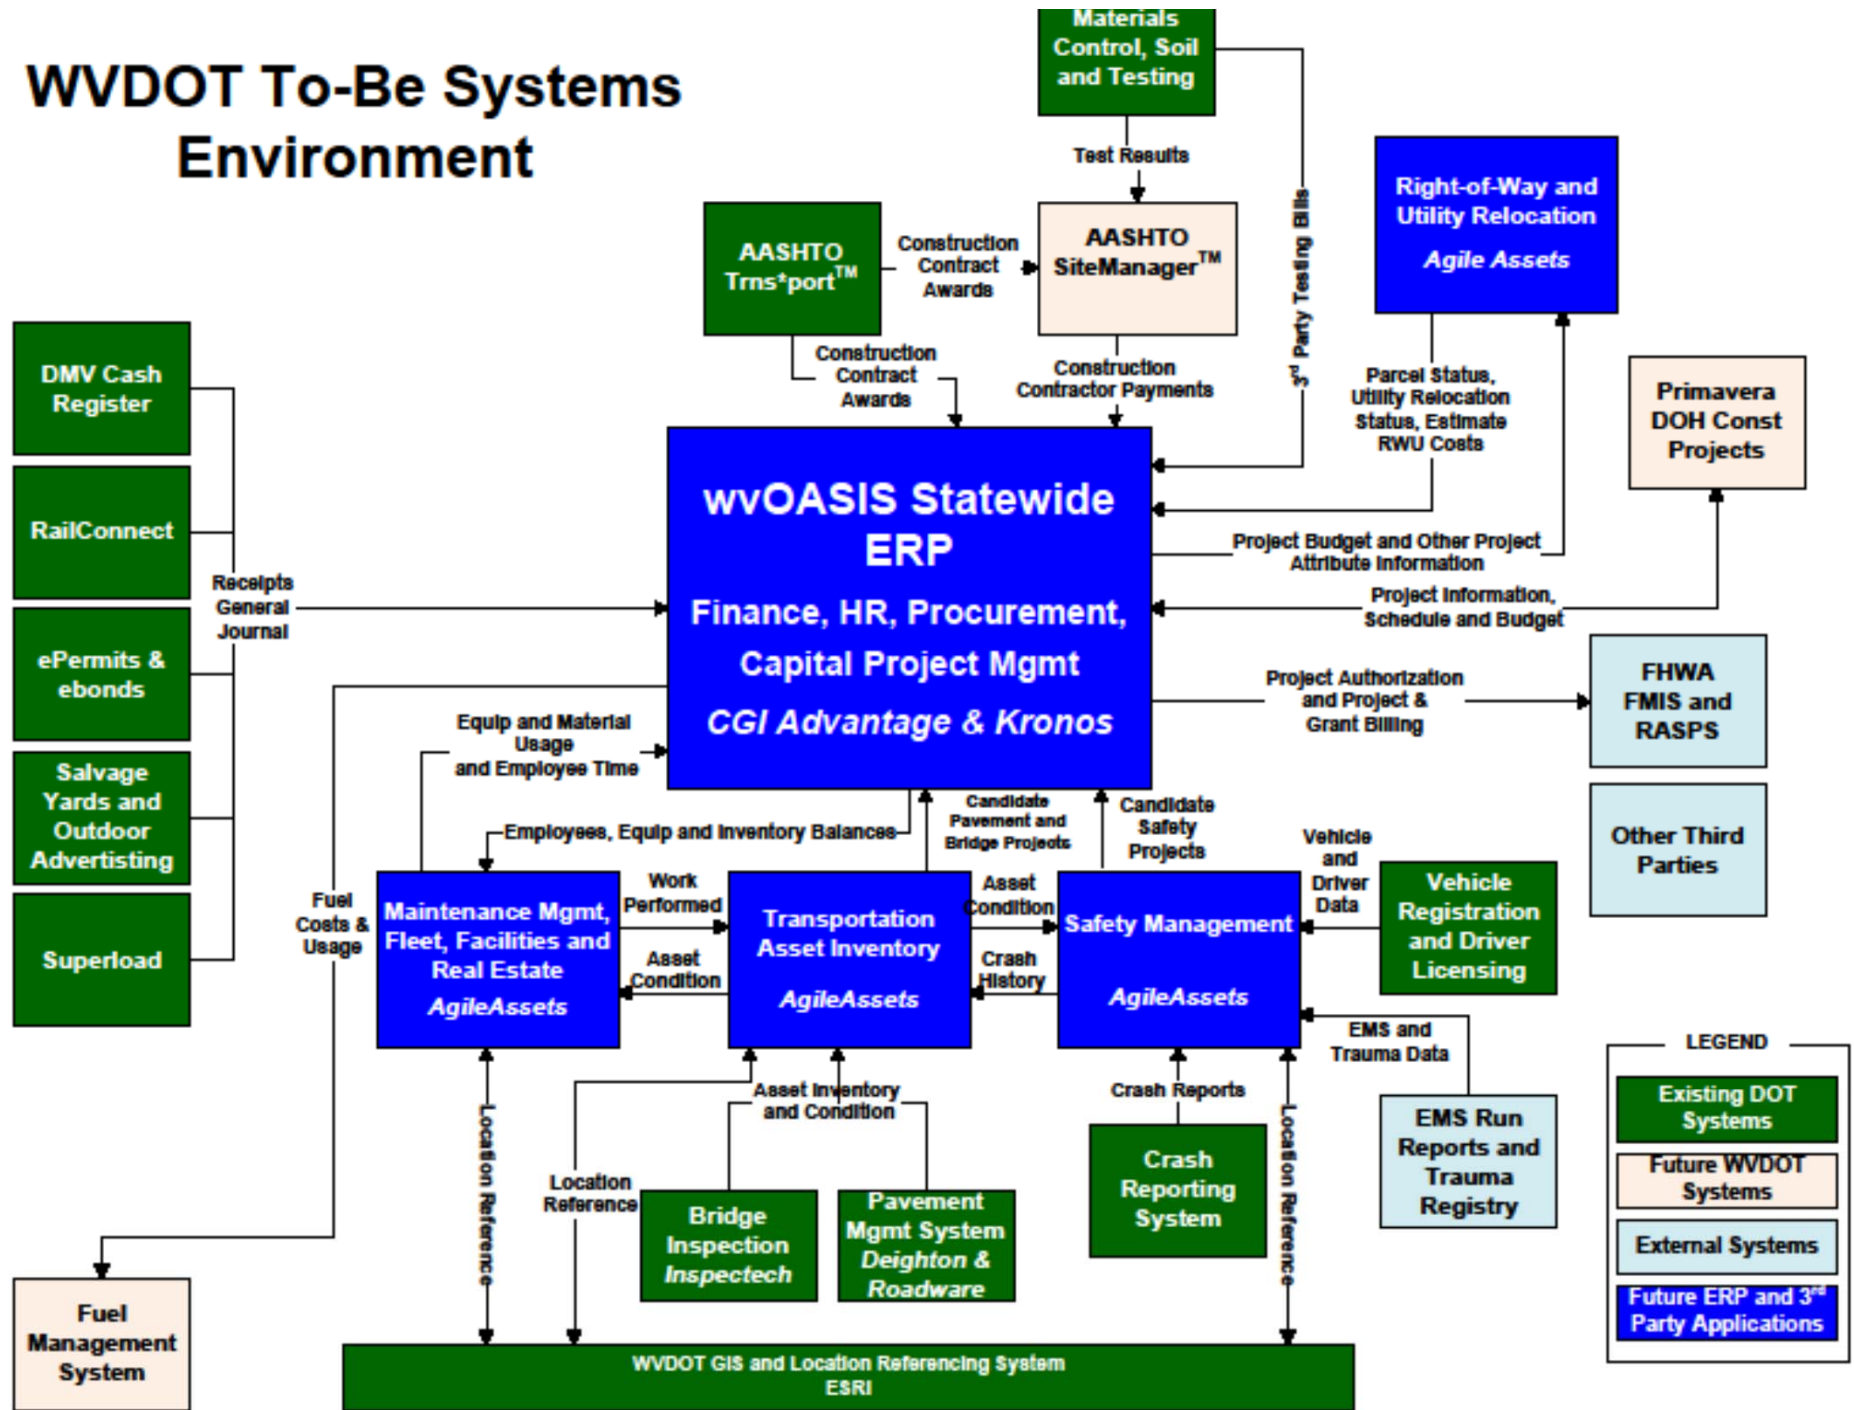 WVDOT To-Be Systems
Environment
Materials
Control, Soil
and Testing
Test Results
3rd Party Testing Bills
AASHTO
Trns*port™
Construction
Contract
Awards
AASHTO
SiteManager™
Right-of-Way and
Utility Relocation
Agile Assets
Construction
Contract
Awards
Construction
Contractor Payments
Parcel Status,
Utility Relocation
Status, Estimate
RWU Costs
Primavera
DOH Const
Projects
DMV Cash
Register
RailConnect
ePermits &
ebonds
Salvage
Yards and
Outdoor
Advertisting
Superload
Receipts
General
Journal
wvOASIS Statewide
ERP
Finance, HR, Procurement,
Capital Project Mgmt
CGI Advantage & Kronos
Project Budget and Other Project
Attribute Information
Project Information,
Schedule and Budget
Project Authorization
and Project &
Grant Billing
FHWA
FMIS and
RASPS
Other Third
Parties
Equip and Material
Usage
and Employee Time
Employees, Equip and Inventory Balances
Candidate
Pavement and
Bridge Projects
Candidate
Safety
Projects
Vehicle
and
Driver
Data
Vehicle
Registration
and Driver
Licensing
Fuel
Costs &
Usage
Maintenance Mgmt,
Fleet, Facilities and
Real Estate
AgileAssets
Work
Performed
Asset
Condition
Transportation
Asset Inventory
AgileAssets
Asset
Condition
Crash
History
Safety Management
AgileAssets
EMS and
Trauma Data
EMS Run
Reports and
Trauma
Registry
Location Reference
Location
Reference
Asset Inventory
and Condition
Bridge
Inspection
Inspectech
Pavement
Mgmt System
Deighton &
Roadware
Crash Reports
Crash
Reporting
System
Location Reference
Fuel
Management
System
WVDOT GIS and Location Referencing System
ESRI
LEGEND
Existing DOT
Systems
Future WVDOT
Systems
External Systems
Future ERP and 3rd
Party Applications